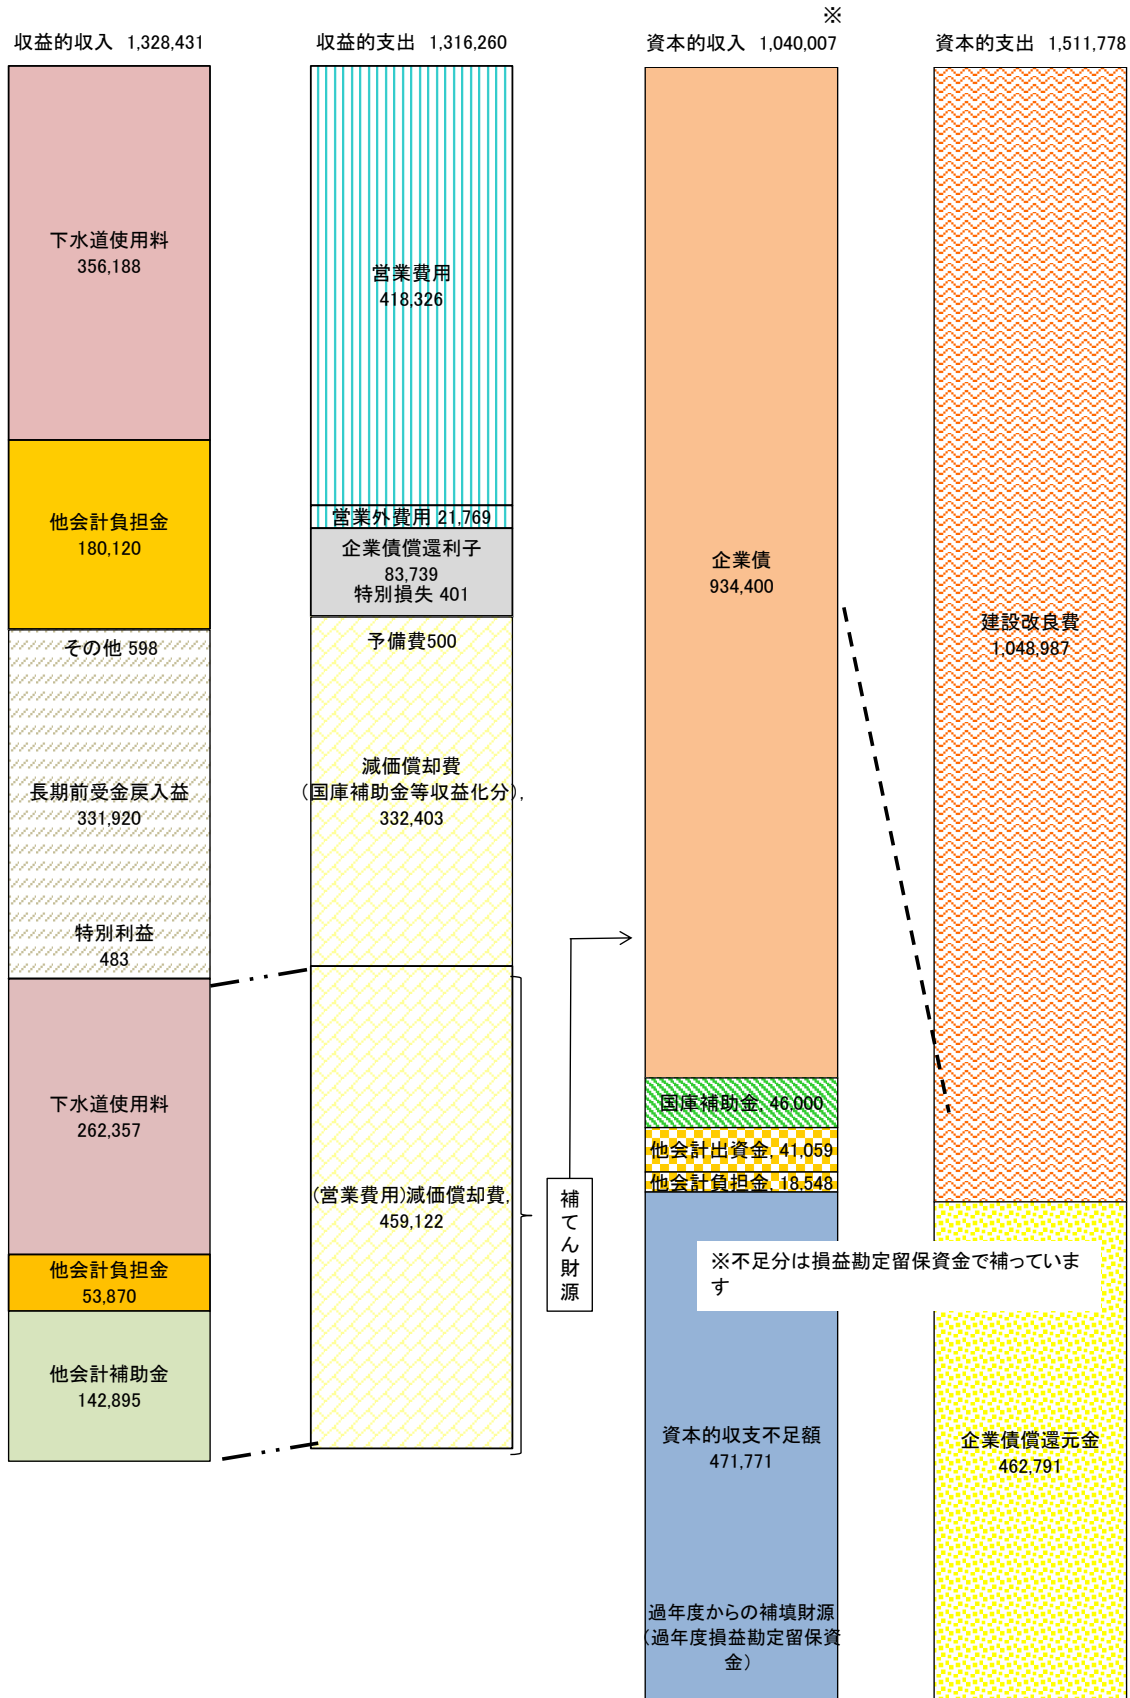 ※
収益的収入 1,328,431
収益的支出 1,316,260
資本的収入 1,040,007
資本的支出 1,511,778
下水道使用料
356,188
他会計負担金
180,120
その他 598
長期前受金戻入益
331,920
特別利益
483
下水道使用料
262,357
他会計負担金
53,870
他会計補助金
142,895
営業費用
418,326
営業外費用 21,769
企業債償還利子
83,739
特別損失 401
予備費500
減価償却費
(国庫補助金等収益化分),
332,403
(営業費用)減価償却費,
459,122
補てん財源
企業債
934,400
国庫補助金, 46,000
他会計出資金, 41,059
他会計負担金, 18,548
資本的収支不足額
471,771
過年度からの補填財源
(過年度損益勘定留保資
金)
建設改良費
1,048,987
※不足分は損益勘定留保資金で補っていま
す
企業債償還元金
462,791